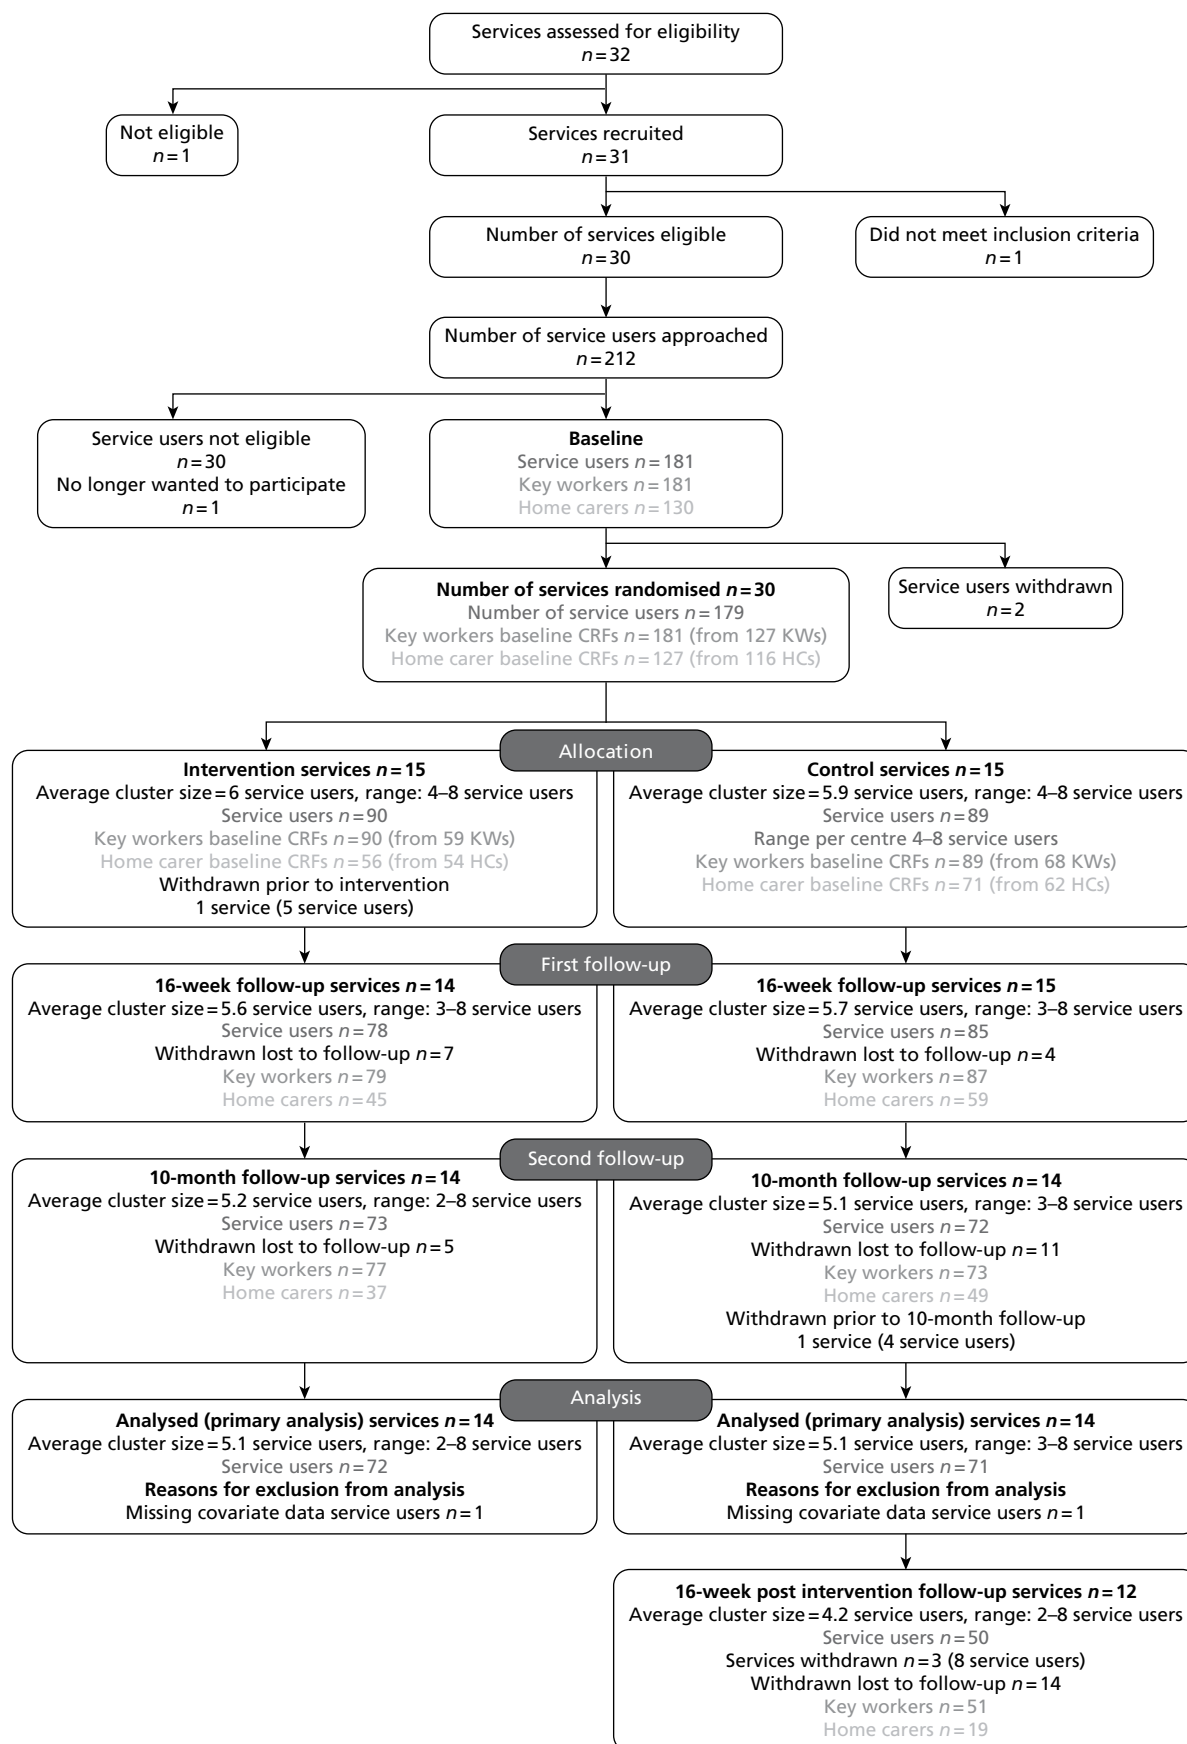 Services assessed for eligibility
n=32
Not eligible
n=1
Services recruited
n=31
Number of services eligible
n=30
Did not meet inclusion criteria
n=1
Number of service users approached
n=212
Service users not eligible
n=30
No longer wanted to participate
n=1
Baseline
Service users n=181
Key workers n=181
Home carers n=130
Number of services randomised n=30
Number of service users n=179
Key workers baseline CRFs n=181 (from 127 KWs)
Home carer baseline CRFs n=127 (from 116 HCs)
Service users withdrawn
n=2
Allocation
Intervention services n=15
Average cluster size=6 service users, range: 4–8 service users
Service users n=90
Key workers baseline CRFs n=90 (from 59 KWs)
Home carer baseline CRFs n=56 (from 54 HCs)
Withdrawn prior to intervention
1 service (5 service users)
Control services n=15
Average cluster size=5.9 service users, range: 4–8 service users
Service users n=89
Range per centre 4–8 service users
Key workers baseline CRFs n=89 (from 68 KWs)
Home carer baseline CRFs n=71 (from 62 HCs)
First follow-up
16-week follow-up services n=14
Average cluster size=5.6 service users, range: 3–8 service users
Service users n=78
Withdrawn lost to follow-up n=7
Key workers n=79
Home carers n=45
16-week follow-up services n=15
Average cluster size=5.7 service users, range: 3–8 service users
Service users n=85
Withdrawn lost to follow-up n=4
Key workers n=87
Home carers n=59
Second follow-up
10-month follow-up services n=14
Average cluster size=5.2 service users, range: 2–8 service users
Service users n=73
Withdrawn lost to follow-up n=5
Key workers n=77
Home carers n=37
10-month follow-up services n=14
Average cluster size=5.1 service users, range: 3–8 service users
Service users n=72
Withdrawn lost to follow-up n=11
Key workers n=73
Home carers n=49
Withdrawn prior to 10-month follow-up
1 service (4 service users)
Analysis
Analysed (primary analysis) services n=14
Average cluster size=5.1 service users, range: 2–8 service users
Service users n=72
Reasons for exclusion from analysis
Missing covariate data service users n=1
Analysed (primary analysis) services n=14
Average cluster size=5.1 service users, range: 3–8 service users
Service users n=71
Reasons for exclusion from analysis
Missing covariate data service users n=1
16-week post intervention follow-up services n=12
Average cluster size=4.2 service users, range: 2–8 service users
Service users n=50
Services withdrawn n=3 (8 service users)
Withdrawn lost to follow-up n=14
Key workers n=51
Home carers n=19